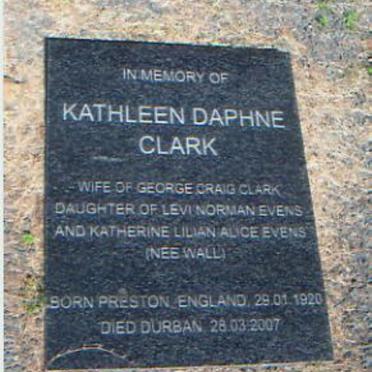 IN MEMORY OF
KATHLEEN DAPHNE
CLARK
WIFE OF GEORGE CRAIG CLARK
DAUGHTER OF LEVI NORMAN EVENS
AND KATHERINE LILIAN ALICE EVENS
(NEE WALL)
BORN PRESTON, ENGLAND, 29.01.1920
DIED DURBAN 28.03.2007